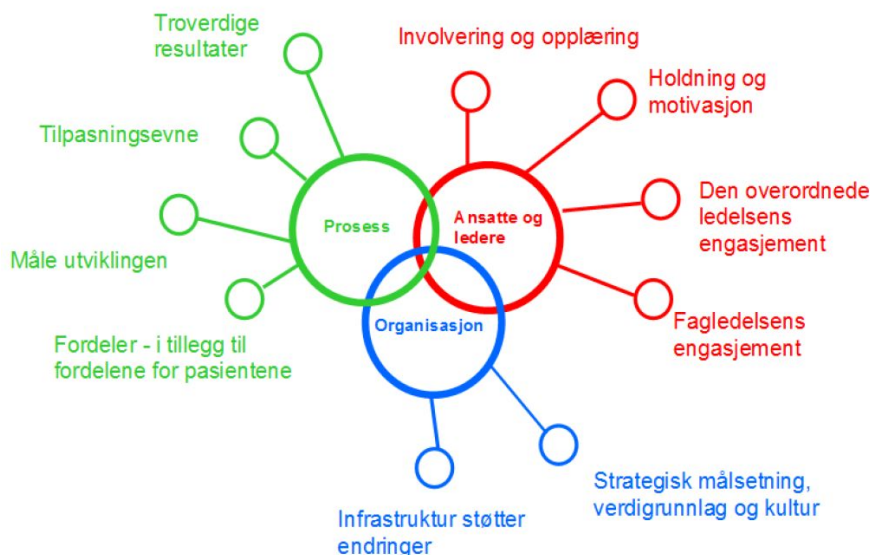 Troverdige
resultater
Involvering og opplæring
Holdning og
motivasjon
Tilpasningsevne
Den overordnede
ledelsens
engasjement
Prosess
Ansatte og
ledere
Måle utviklingen
Fagledelsens
engasjement
Organisasjon
Fordeler - i tillegg til
fordelene for pasientene
Strategisk målsetning,
verdigrunnlag og kultur
Infrastruktur støtter
endringer